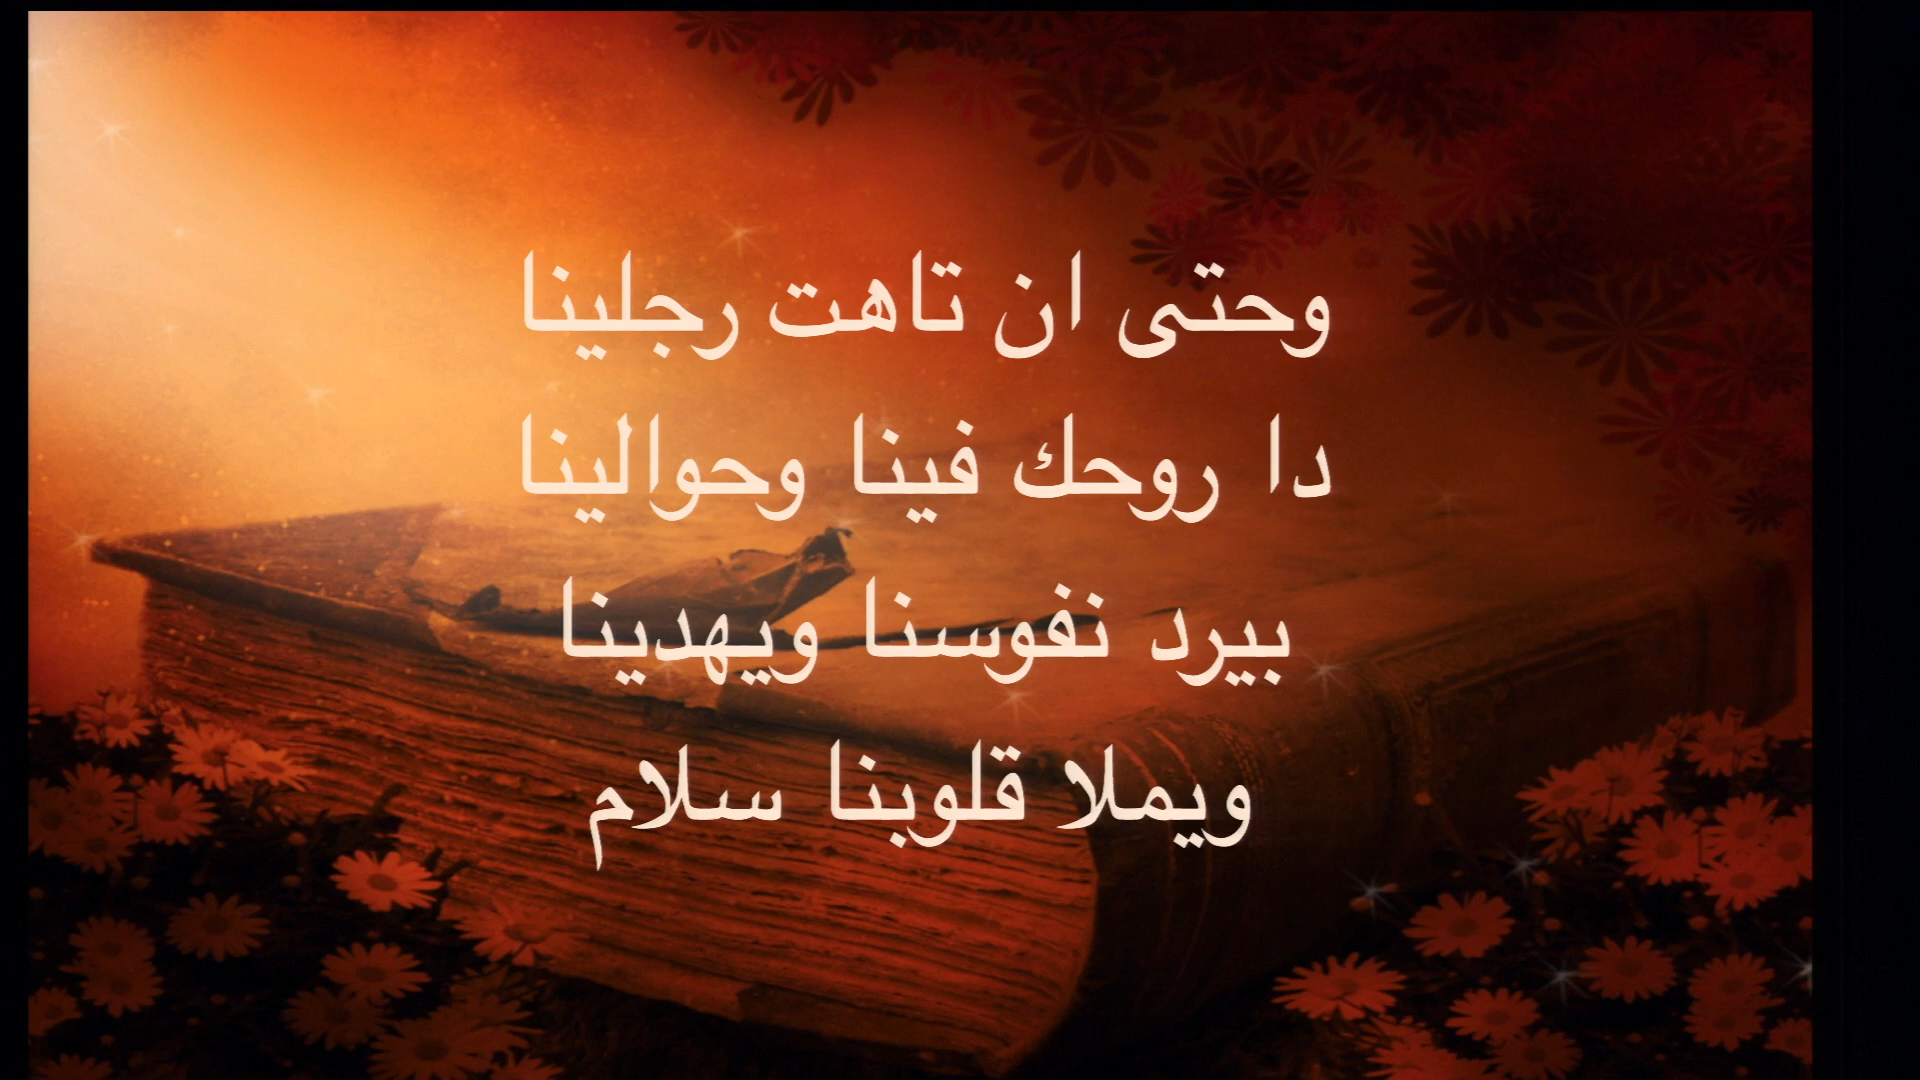 وحتى ان تاهت رجلينا
دا روحك فينا وحوالينا
بيرد نفوسنا ويهدينا
ويملا قلوبنا سلام